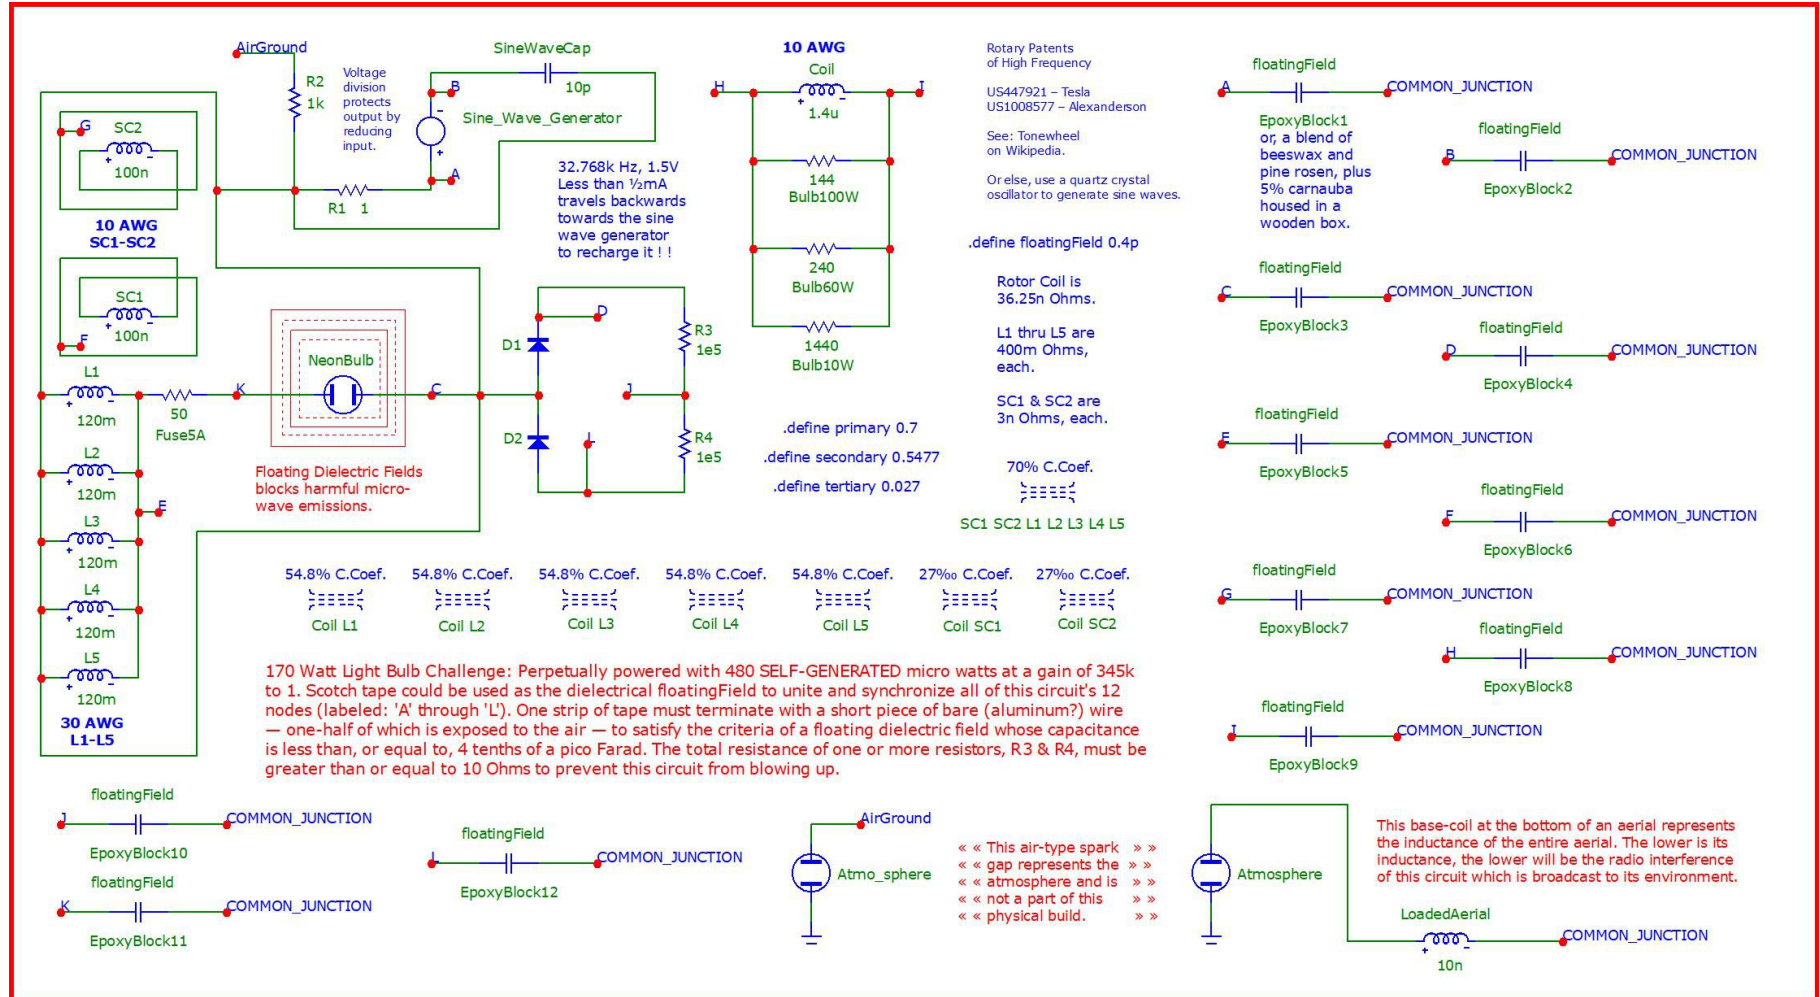 AirGround
R2
1k
Voltage
division
protects
output by
reducing
input.
SineWaveCap
10p
B
Sine_Wave_Generator
A
R1 1
32.768k Hz, 1.5V
Less than ½mA
travels backwards
towards the sine
wave generator
to recharge it ! !
G
SC2
100n
10 AWG
SC1-SC2
SC1
100n
F
L1
120m
L2
120m
L3
120m
L4
120m
L5
120m
30 AWG
L1-L5
E
50
Fuse5A
K
NeonBulb
C
Floating Dielectric Fields
blocks harmful micro-
wave emissions.
D1
D
R3
1e5
J
D2
L
R4
1e5
10 AWG
Coil
H
I
1.4u
144
Bulb100W
240
Bulb60W
1440
Bulb10W
Rotary Patents
of High Frequency
US447921 – Tesla
US1008577 – Alexanderson
See: Tonewheel
on Wikipedia.
Or else, use a quartz crystal
oscillator to generate sine waves.
.define floatingField 0.4p
Rotor Coil is
36.25n Ohms.
L1 thru L5 are
400m Ohms,
each.
SC1 & SC2 are
3n Ohms, each.
.define primary 0.7
.define secondary 0.5477
.define tertiary 0.027
70% C.Coef.
SC1 SC2 L1 L2 L3 L4 L5
54.8% C.Coef.
Coil L1
54.8% C.Coef.
Coil L2
54.8% C.Coef.
Coil L3
54.8% C.Coef.
Coil L4
54.8% C.Coef.
Coil L5
27‰ C.Coef.
Coil SC1
27‰ C.Coef.
Coil SC2
170 Watt Light Bulb Challenge: Perpetually powered with 480 SELF-GENERATED micro watts at a gain of 345k
to 1. Scotch tape could be used as the dielectrical floatingField to unite and synchronize all of this circuit's 12
nodes (labeled: 'A' through 'L'). One strip of tape must terminate with a short piece of bare (aluminum?) wire
— one-half of which is exposed to the air — to satisfy the criteria of a floating dielectric field whose capacitance
is less than, or equal to, 4 tenths of a pico Farad. The total resistance of one or more resistors, R3 & R4, must be
greater than or equal to 10 Ohms to prevent this circuit from blowing up.
floatingField
A
COMMON_JUNCTION
EpoxyBlock1
or, a blend of
beeswax and
pine rosen, plus
5% carnauba
housed in a
wooden box.
floatingField
B
COMMON_JUNCTION
EpoxyBlock2
floatingField
C
COMMON_JUNCTION
EpoxyBlock3
floatingField
D
COMMON_JUNCTION
EpoxyBlock4
floatingField
E
COMMON_JUNCTION
EpoxyBlock5
floatingField
F
COMMON_JUNCTION
EpoxyBlock6
floatingField
G
COMMON_JUNCTION
EpoxyBlock7
floatingField
H
COMMON_JUNCTION
EpoxyBlock8
floatingField
I
COMMON_JUNCTION
EpoxyBlock9
floatingField
J
COMMON_JUNCTION
EpoxyBlock10
floatingField
K
COMMON_JUNCTION
EpoxyBlock11
floatingField
L
COMMON_JUNCTION
EpoxyBlock12
AirGround
Atmo_sphere
« « This air-type spark » »
« « gap represents the » »
« « atmosphere and is » »
« « not a part of this » »
« « physical build. » »
Atmosphere
This base-coil at the bottom of an aerial represents
the inductance of the entire aerial. The lower is its
inductance, the lower will be the radio interference
of this circuit which is broadcast to its environment.
LoadedAerial
COMMON_JUNCTION
10n